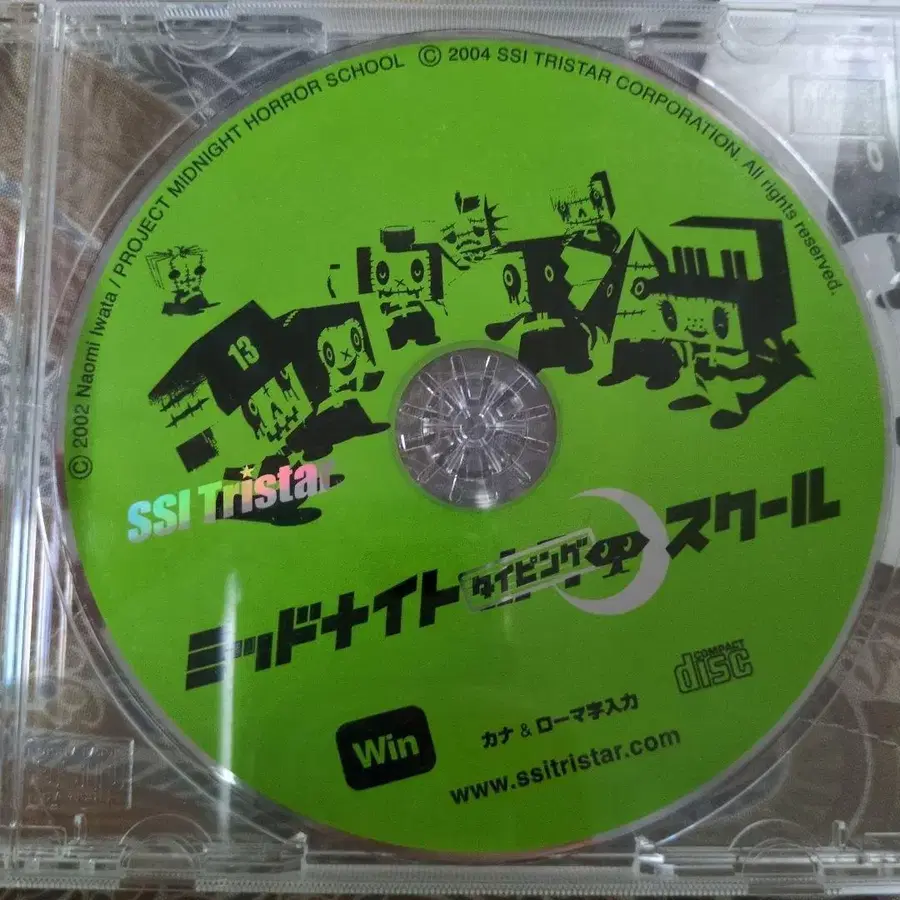 © 2002 Naomi Iwata / PROJECT MIDNIGHT HORROR SCHOOL © 2004 SSI TRISTAR CORPORATION. All rights reserved.
13
SSI Tristar
ミッドナイト
タイピング
スクール
COMPACT
disc
Win
カナ & ローマ字入力
www.ssitristar.com